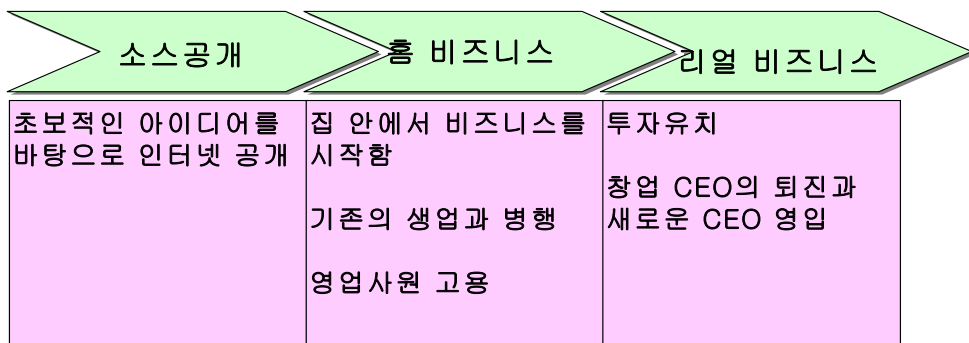 소스공개
홈 비즈니스
리얼 비즈니스
초보적인 아이디어를
바탕으로 인터넷 공개
집 안에서 비즈니스를
시작함
기존의 생업과 병행
영업사원 고용
투자유치
창업 CEO의 퇴진과
새로운 CEO 영입